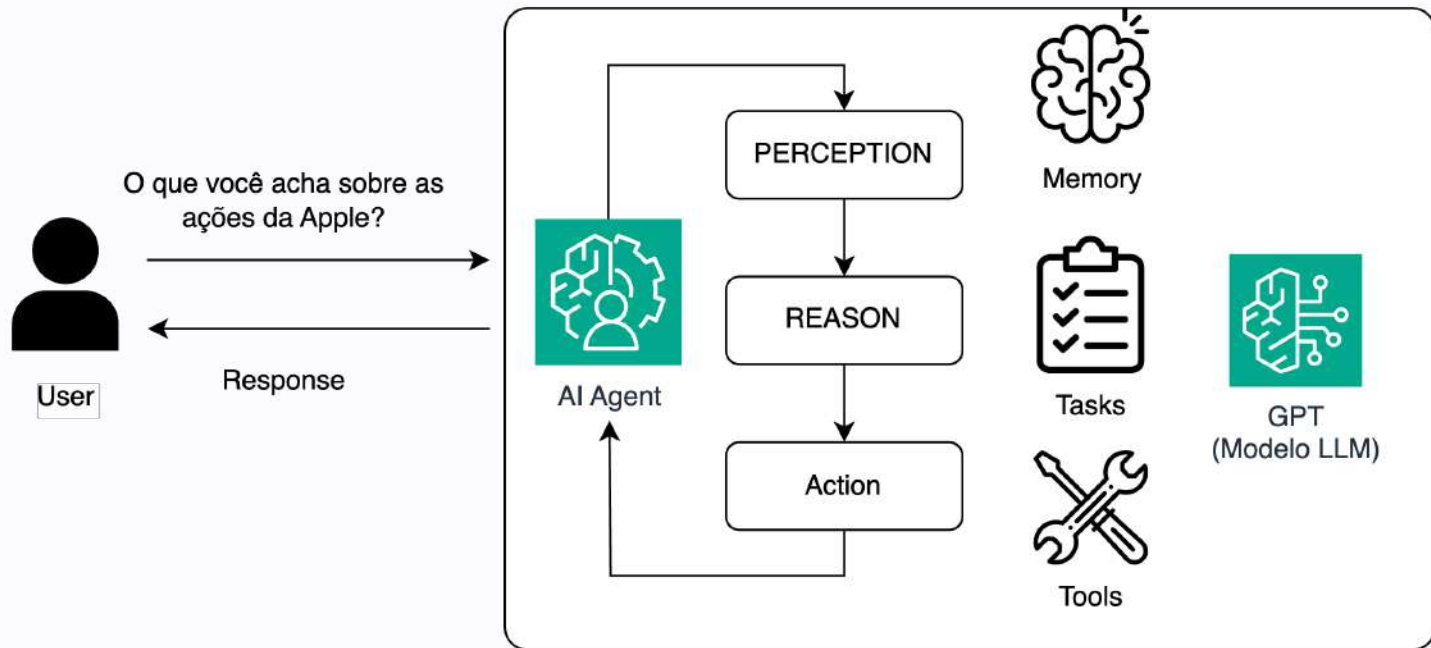 O que você acha sobre as
ações da Apple?
Response
User
AI Agent
PERCEPTION
REASON
Action
Memory
Tasks
Tools
GPT
(Modelo LLM)